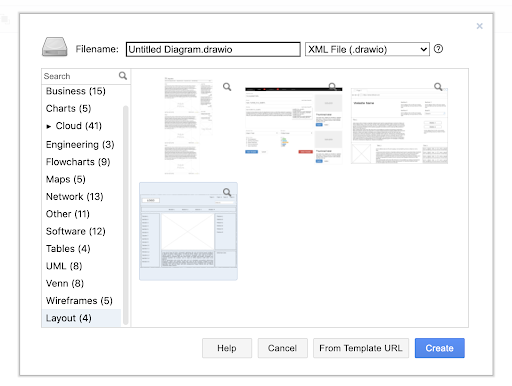 ×
Filename: Untitled Diagram.drawio XML File (.drawio) ?
Search
Business (15)
Charts (5)
► Cloud (41)
Engineering (3)
Flowcharts (9)
Maps (5)
Network (13)
Other (11)
Software (12)
Tables (4)
UML (8)
Venn (8)
Wireframes (5)
Layout (4)
Help Cancel From Template URL Create